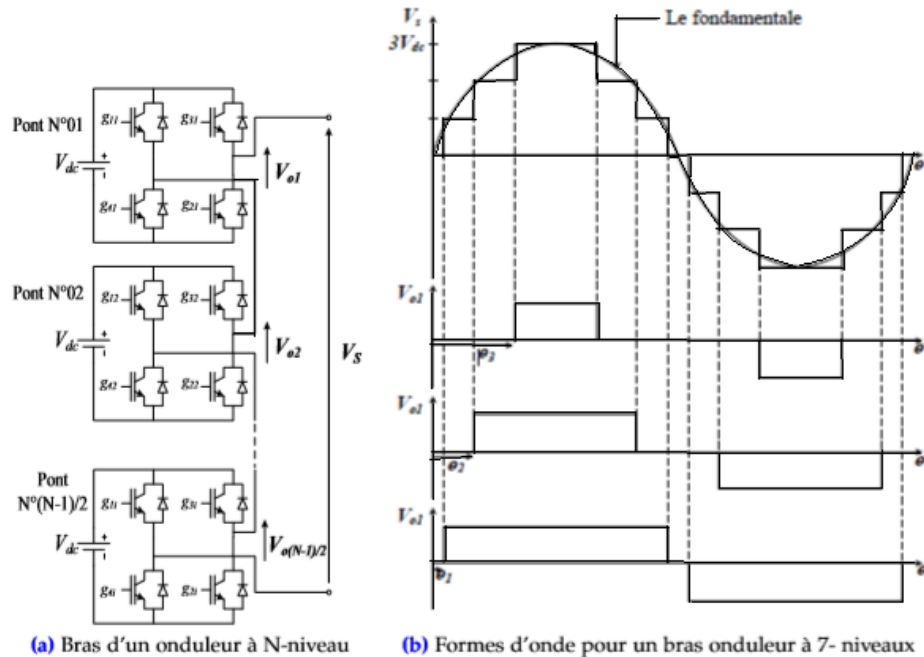 Pont N°01
g11
g31
Vdc
+
-
g41
g21
Vo1
Pont N°02
g12
g32
Vdc
+
-
g42
g22
Vo2
VS
Pont
N°(N-1)/2
g1i
g3i
Vdc
+
-
g4i
g2i
Vo(N-1)/2
(a) Bras d'un onduleur à N-niveau
Vs
Le fondamentale
3Vdc
θ
Vo1
θ3
θ
Vo1
θ2
θ
Vo1
θ1
θ
(b) Formes d'onde pour un bras onduleur à 7- niveaux